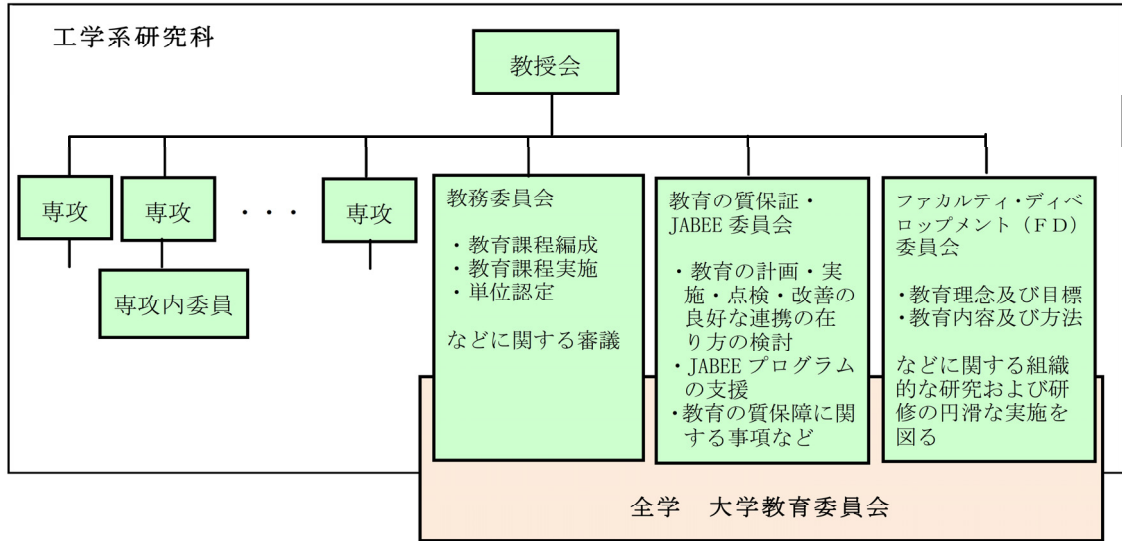 工学系研究科
教授会
専攻
専攻
・・・
専攻
専攻内委員
教務委員会
・教育課程編成
・教育課程実施
・単位認定
などに関する審議
教育の質保証・
JABEE 委員会
・教育の計画・実
施・点検・改善の
良好な連携の在
り方の検討
・JABEE プログラム
の支援
・教育の質保障に関
する事項など
ファカルティ・ディベ
ロップメント（ＦＤ）
委員会
・教育理念及び目標
・教育内容及び方法
などに関する組織
的な研究および研
修の円滑な実施を
図る
全学　大学教育委員会